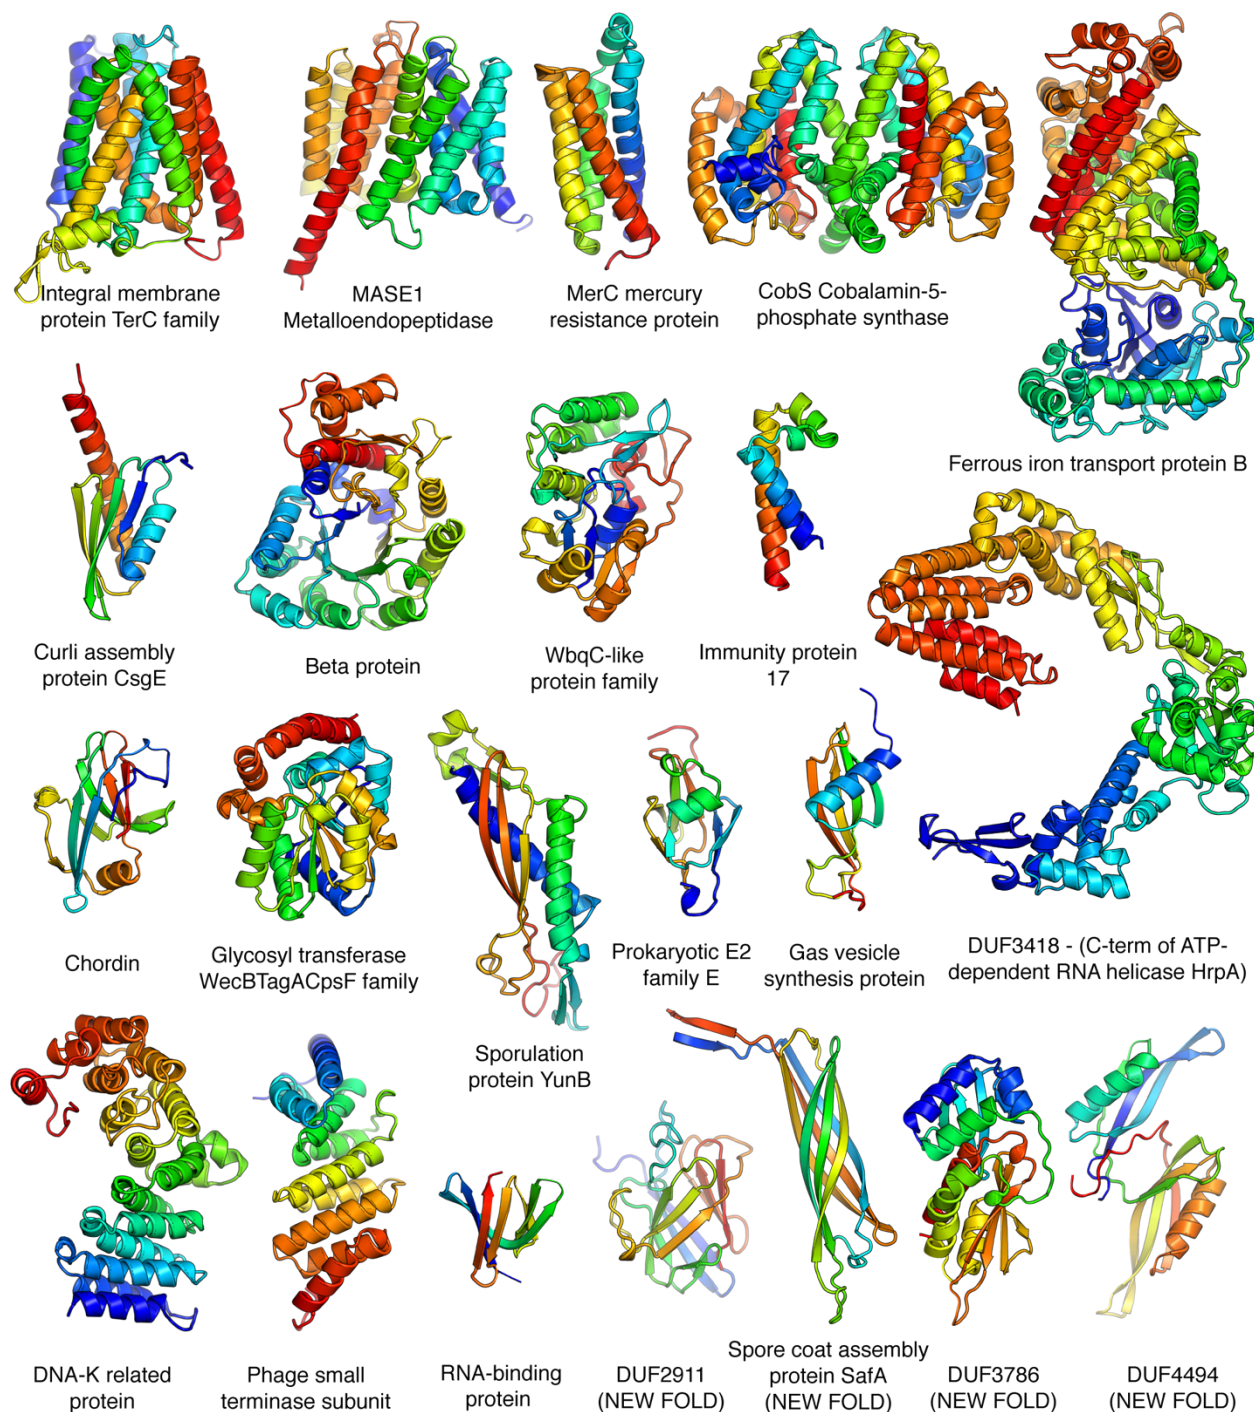 Integral membrane
protein TerC family
MASE1
Metalloendopeptidase
MerC mercury
resistance protein
CobS Cobalamin-5-
phosphate synthase
Ferrous iron transport protein B
Curli assembly
protein CsgE
Beta protein
WbqC-like
protein family
Immunity protein
17
Chordin
Glycosyl transferase
WecBTagACpsF family
Sporulation
protein YunB
Prokaryotic E2
family E
Gas vesicle
synthesis protein
DUF3418 - (C-term of ATP-
dependent RNA helicase HrpA)
DNA-K related
protein
Phage small
terminase subunit
RNA-binding
protein
DUF2911
(NEW FOLD)
Spore coat assembly
protein SafA
(NEW FOLD)
DUF3786
(NEW FOLD)
DUF4494
(NEW FOLD)